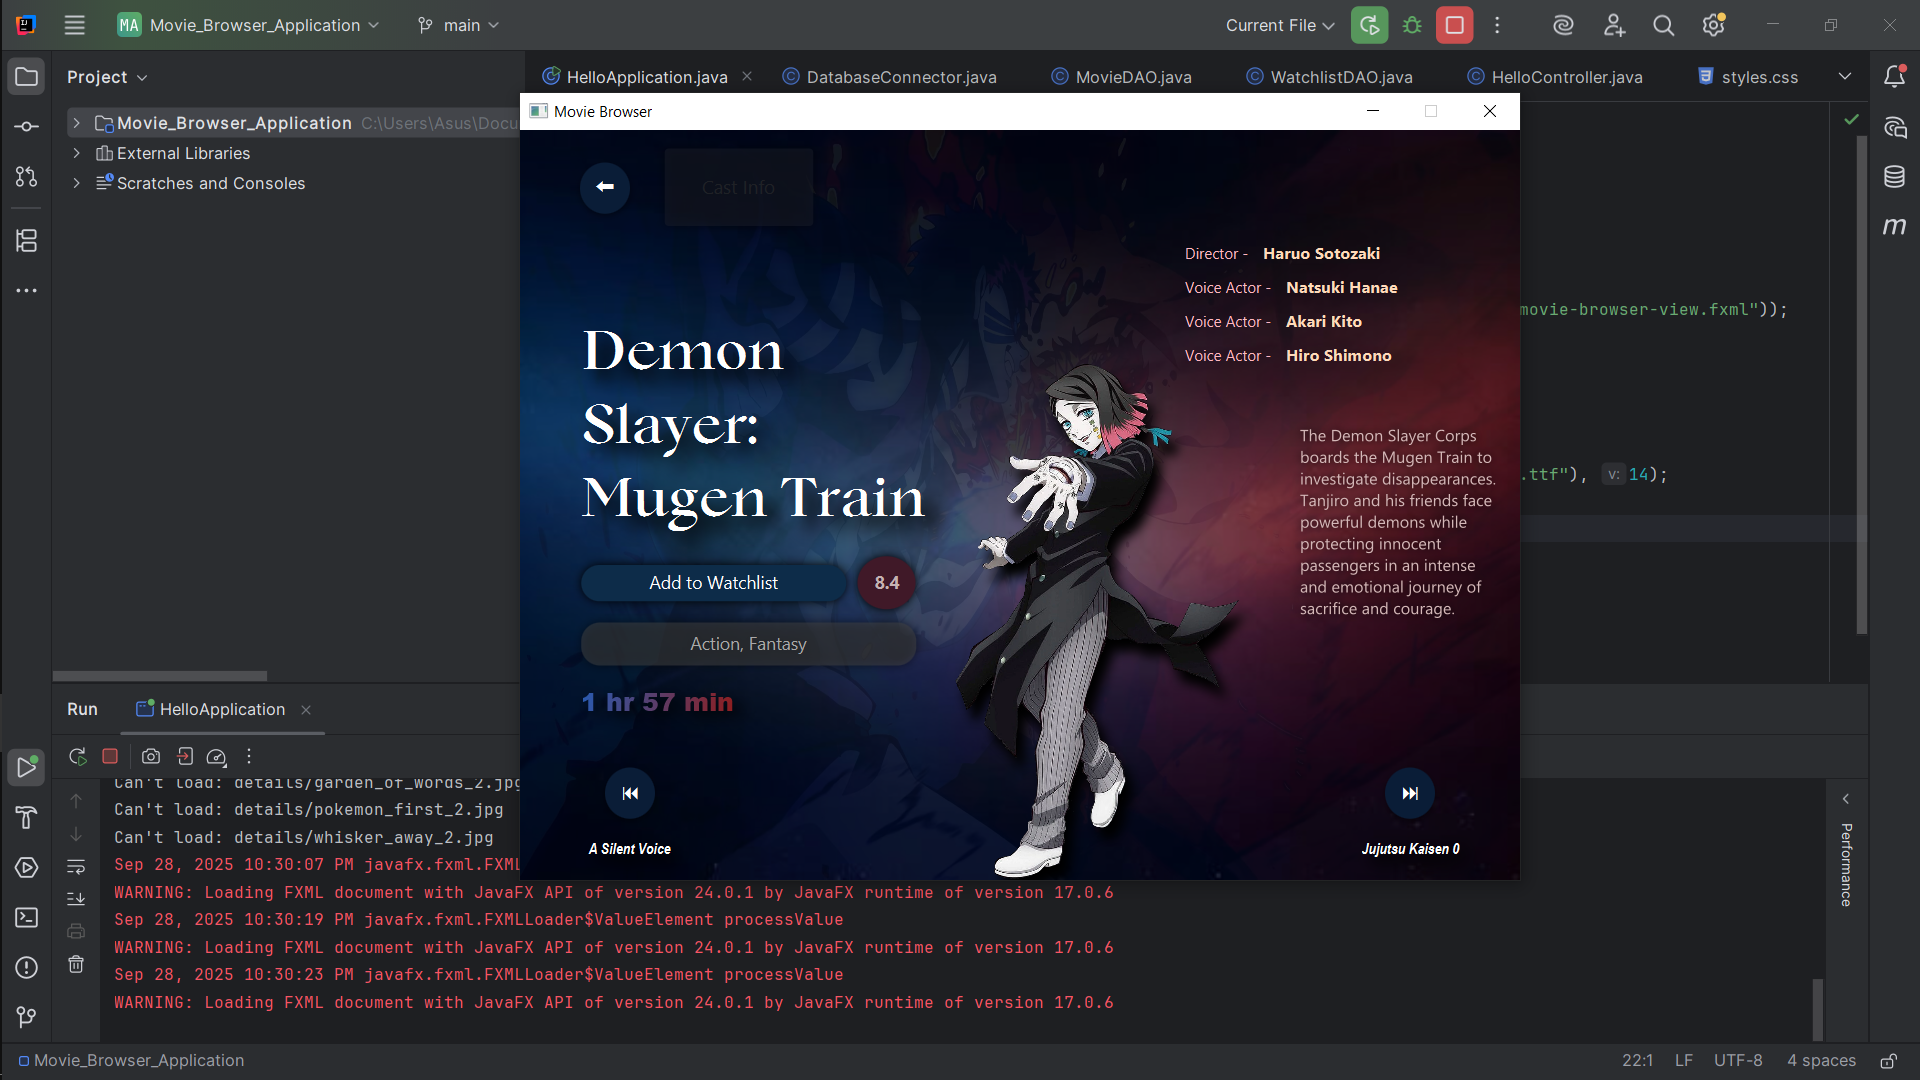 MA Movie_Browser_Application
main
Current File
Project
HelloApplication.java
DatabaseConnector.java
MovieDAO.java
WatchlistDAO.java
HelloController.java
styles.css
Movie_Browser_Application C:\Users\Asus\Docu
External Libraries
Scratches and Consoles
Movie Browser
Cast Info
Director - Haruo Sotozaki
Voice Actor - Natsuki Hanae
Voice Actor - Akari Kito
Voice Actor - Hiro Shimono
movie-browser-view.fxml"));
.ttf"), v: 14);
Demon
Slayer:
Mugen Train
The Demon Slayer Corps
boards the Mugen Train to
investigate disappearances.
Tanjiro and his friends face
powerful demons while
protecting innocent
passengers in an intense
and emotional journey of
sacrifice and courage.
Add to Watchlist
8.4
Action, Fantasy
1 hr 57 min
A Silent Voice
Jujutsu Kaisen 0
Run
HelloApplication
Can't load: details/garden_of_words_2.jpg
Can't load: details/pokemon_first_2.jpg
Can't load: details/whisker_away_2.jpg
Sep 28, 2025 10:30:07 PM javafx.fxml.FXML
WARNING: Loading FXML document with JavaFX API of version 24.0.1 by JavaFX runtime of version 17.0.6
Sep 28, 2025 10:30:19 PM javafx.fxml.FXMLLoader$ValueElement processValue
WARNING: Loading FXML document with JavaFX API of version 24.0.1 by JavaFX runtime of version 17.0.6
Sep 28, 2025 10:30:23 PM javafx.fxml.FXMLLoader$ValueElement processValue
WARNING: Loading FXML document with JavaFX API of version 24.0.1 by JavaFX runtime of version 17.0.6
Performance
Movie_Browser_Application
22:1
LF
UTF-8
4 spaces